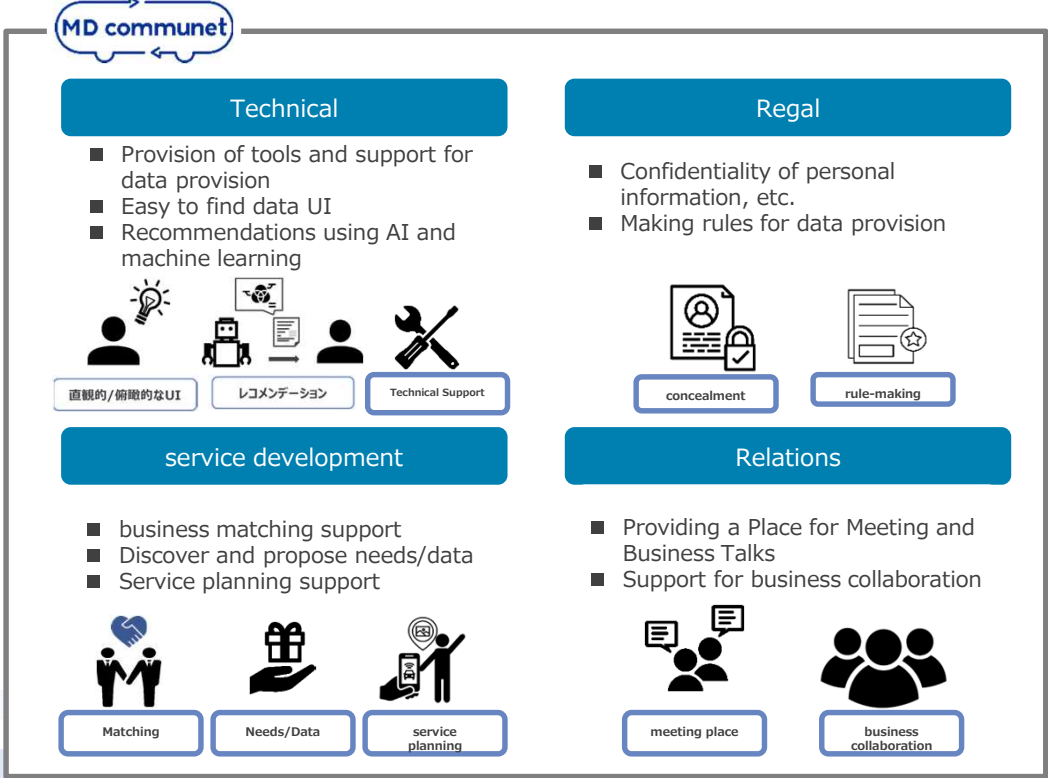 MD communet
Technical
■ Provision of tools and support for
data provision
■ Easy to find data UI
■ Recommendations using AI and
machine learning
直観的/俯瞰的なUI
レコメンデーション
Technical Support
Regal
■ Confidentiality of personal
information, etc.
■ Making rules for data provision
concealment
rule-making
service development
■ business matching support
■ Discover and propose needs/data
■ Service planning support
Matching
Needs/Data
service
planning
Relations
■ Providing a Place for Meeting and
Business Talks
■ Support for business collaboration
meeting place
business
collaboration